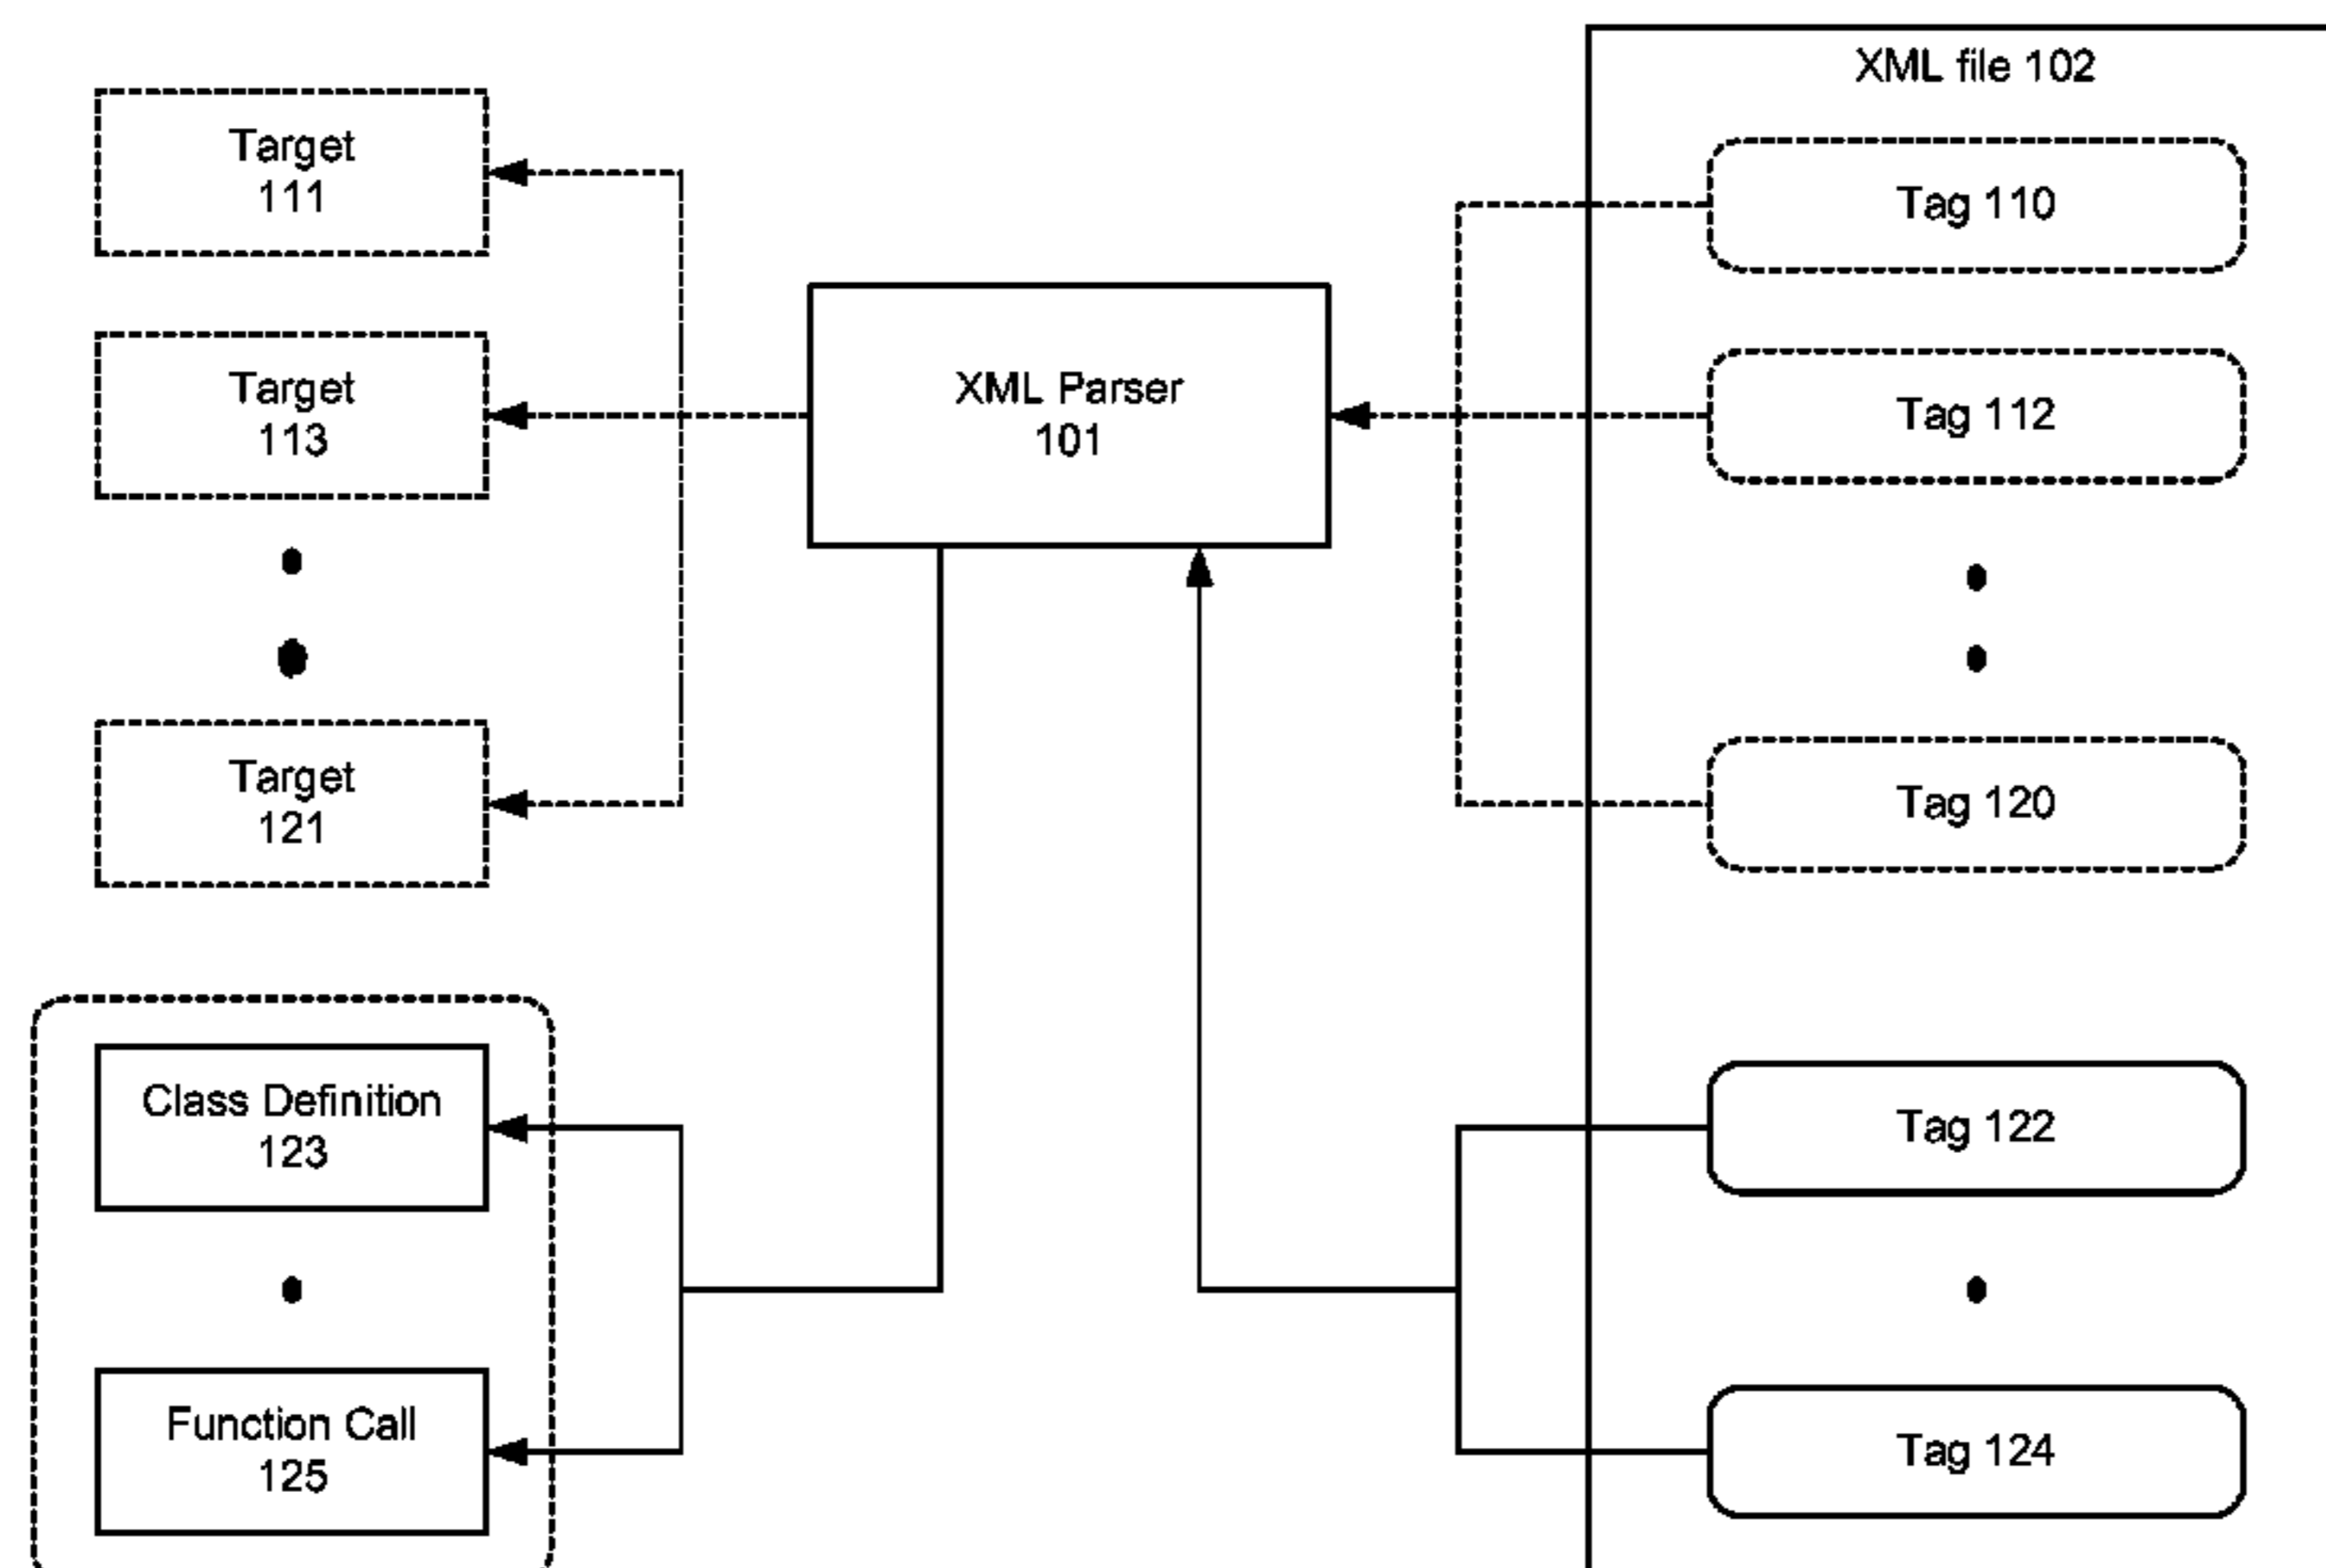 XML file 102
Target
111
Tag 110
Target
113
XML Parser
101
Tag 112
Target
121
Tag 120
Class Definition
123
Tag 122
Function Call
125
Tag 124